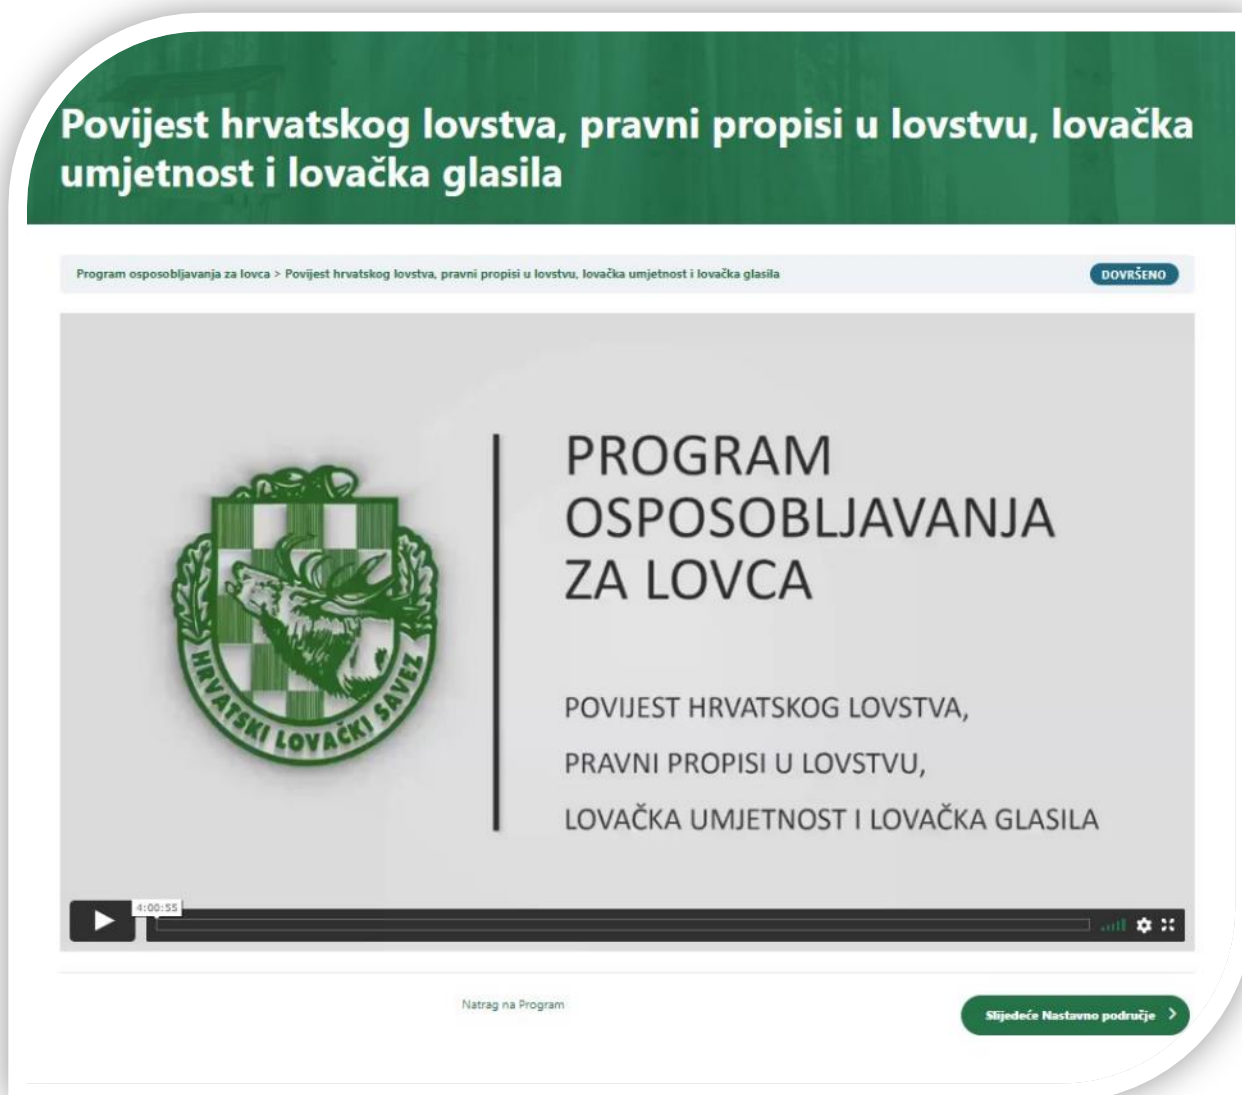 Povijest hrvatskog lovstva, pravni propisi u lovstvu, lovačka
umjetnost i lovačka glasila
Program osposobljavanja za lovca > Povijest hrvatskog lovstva, pravni propisi u lovstvu, lovačka umjetnost i lovačka glasila
DOVRŠENO
PROGRAM
OSPOSOBLJAVANJA
ZA LOVCA
HRVATSKI LOVAČKI SAVEZ
POVIJEST HRVATSKOG LOVSTVA,
PRAVNI PROPISI U LOVSTVU,
LOVAČKA UMJETNOST I LOVAČKA GLASILA
4:00:55
Natrag na Program
Slijedeće Nastavno područje